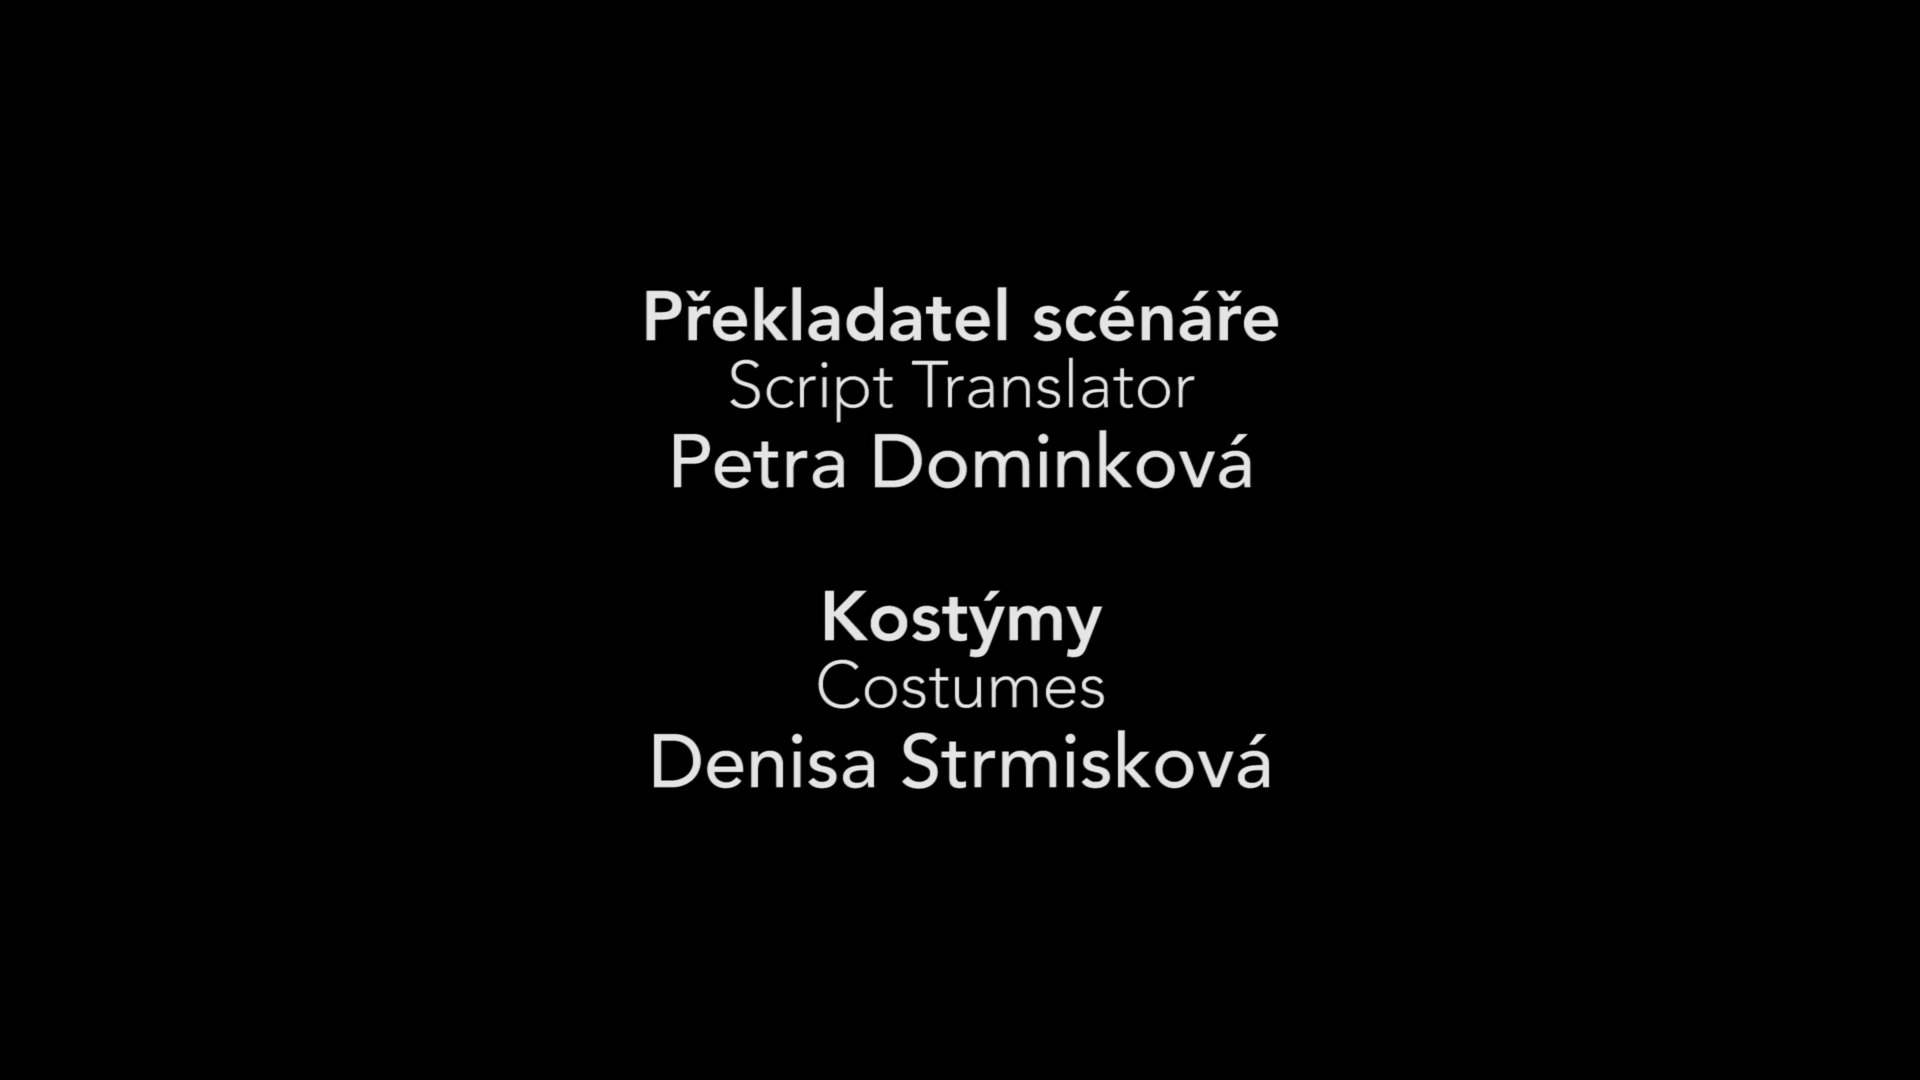 Překladatel scénáře
Script Translator
Petra Dominková
Kostýmy
Costumes
Denisa Strmisková